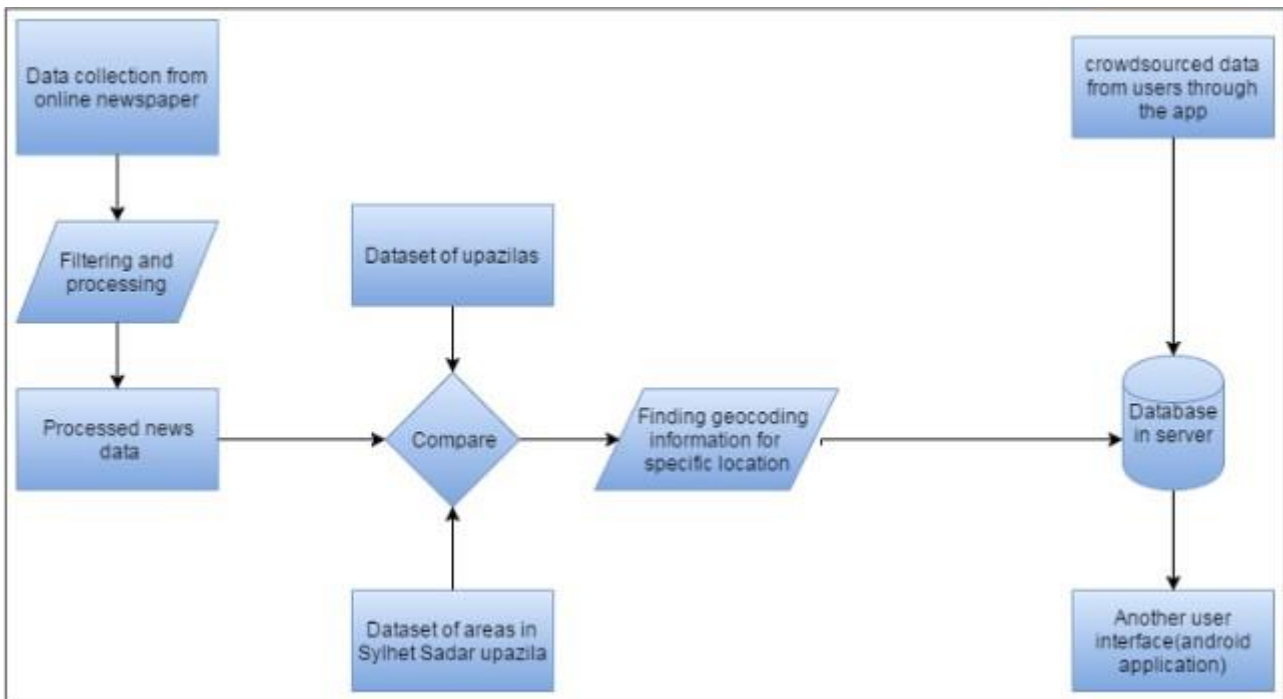 Data collection from
online newspaper
Filtering and
processing
Processed news
data
Dataset of upazilas
Compare
Dataset of areas in
Sylhet Sadar upazila
Finding geocoding
information for
specific location
crowdsourced data
from users through
the app
Database
in server
Another user
interface(android
application)